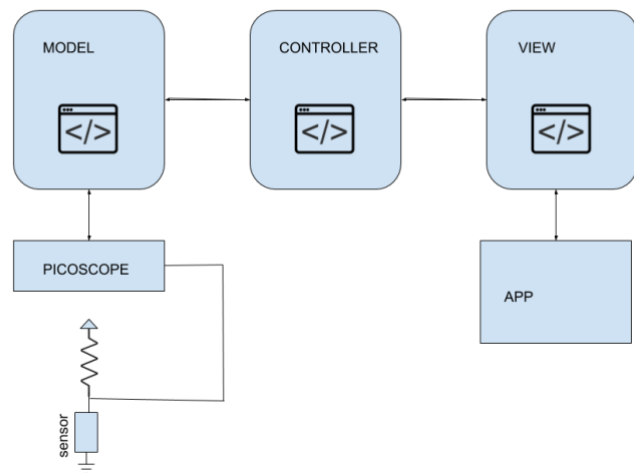 MODEL
CONTROLLER
VIEW
</>
</>
</>
PICOSCOPE
APP
sensor